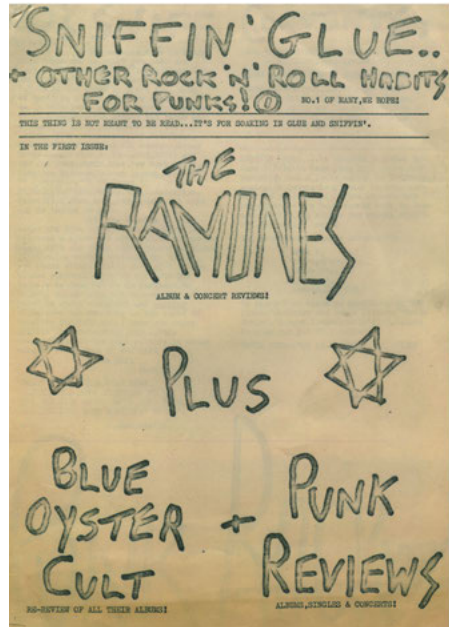 SNIFFIN' GLUE..
+ OTHER ROCK 'N' ROLL HABITS
FOR PUNKS! ①
NO.1 OF MANY,WE HOPE!
THIS THING IS NOT MEANT TO BE READ...IT'S FOR SOAKING IN GLUE AND SNIFFIN'.
IN THE FIRST ISSUE:
THE
RAMONES
ALBUM & CONCERT REVIEWS!
PLUS
BLUE
OYSTER
CULT
RE-REVIEW OF ALL THEIR ALBUMS!
+
PUNK
REVIEWS
ALBUMS,SINGLES & CONCERTS!